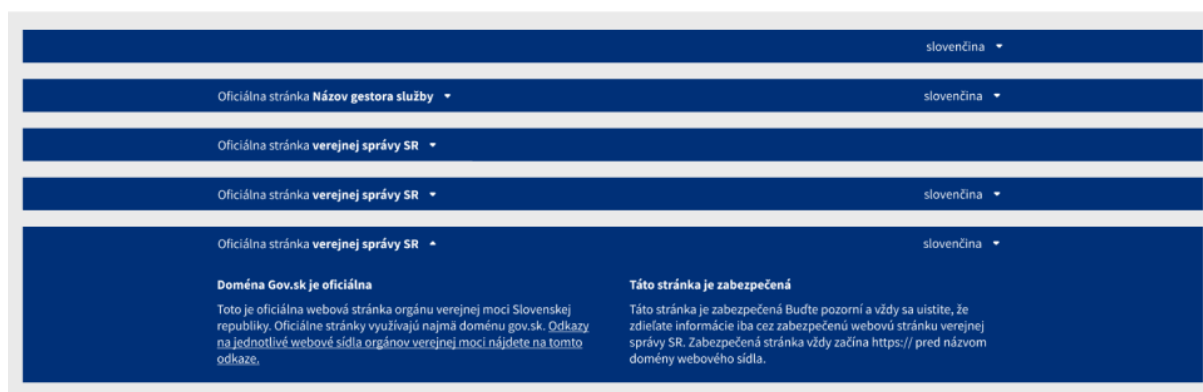 slovenčina
Oficiálna stránka Názov gestora služby slovenčina
Oficiálna stránka verejnej správy SR
Oficiálna stránka verejnej správy SR slovenčina
Oficiálna stránka verejnej správy SR slovenčina
Doména Gov.sk je oficiálna
Toto je oficiálna webová stránka orgánu verejnej moci Slovenskej
republiky. Oficiálne stránky využívajú najmä doménu gov.sk. Odkazy
na jednotlivé webové sídla orgánov verejnej moci nájdete na tomto
odkaze.
Táto stránka je zabezpečená
Táto stránka je zabezpečená Buďte pozorní a vždy sa uistite, že
zdieľate informácie iba cez zabezpečenú webovú stránku verejnej
správy SR. Zabezpečená stránka vždy začína https:// pred názvom
domény webového sídla.